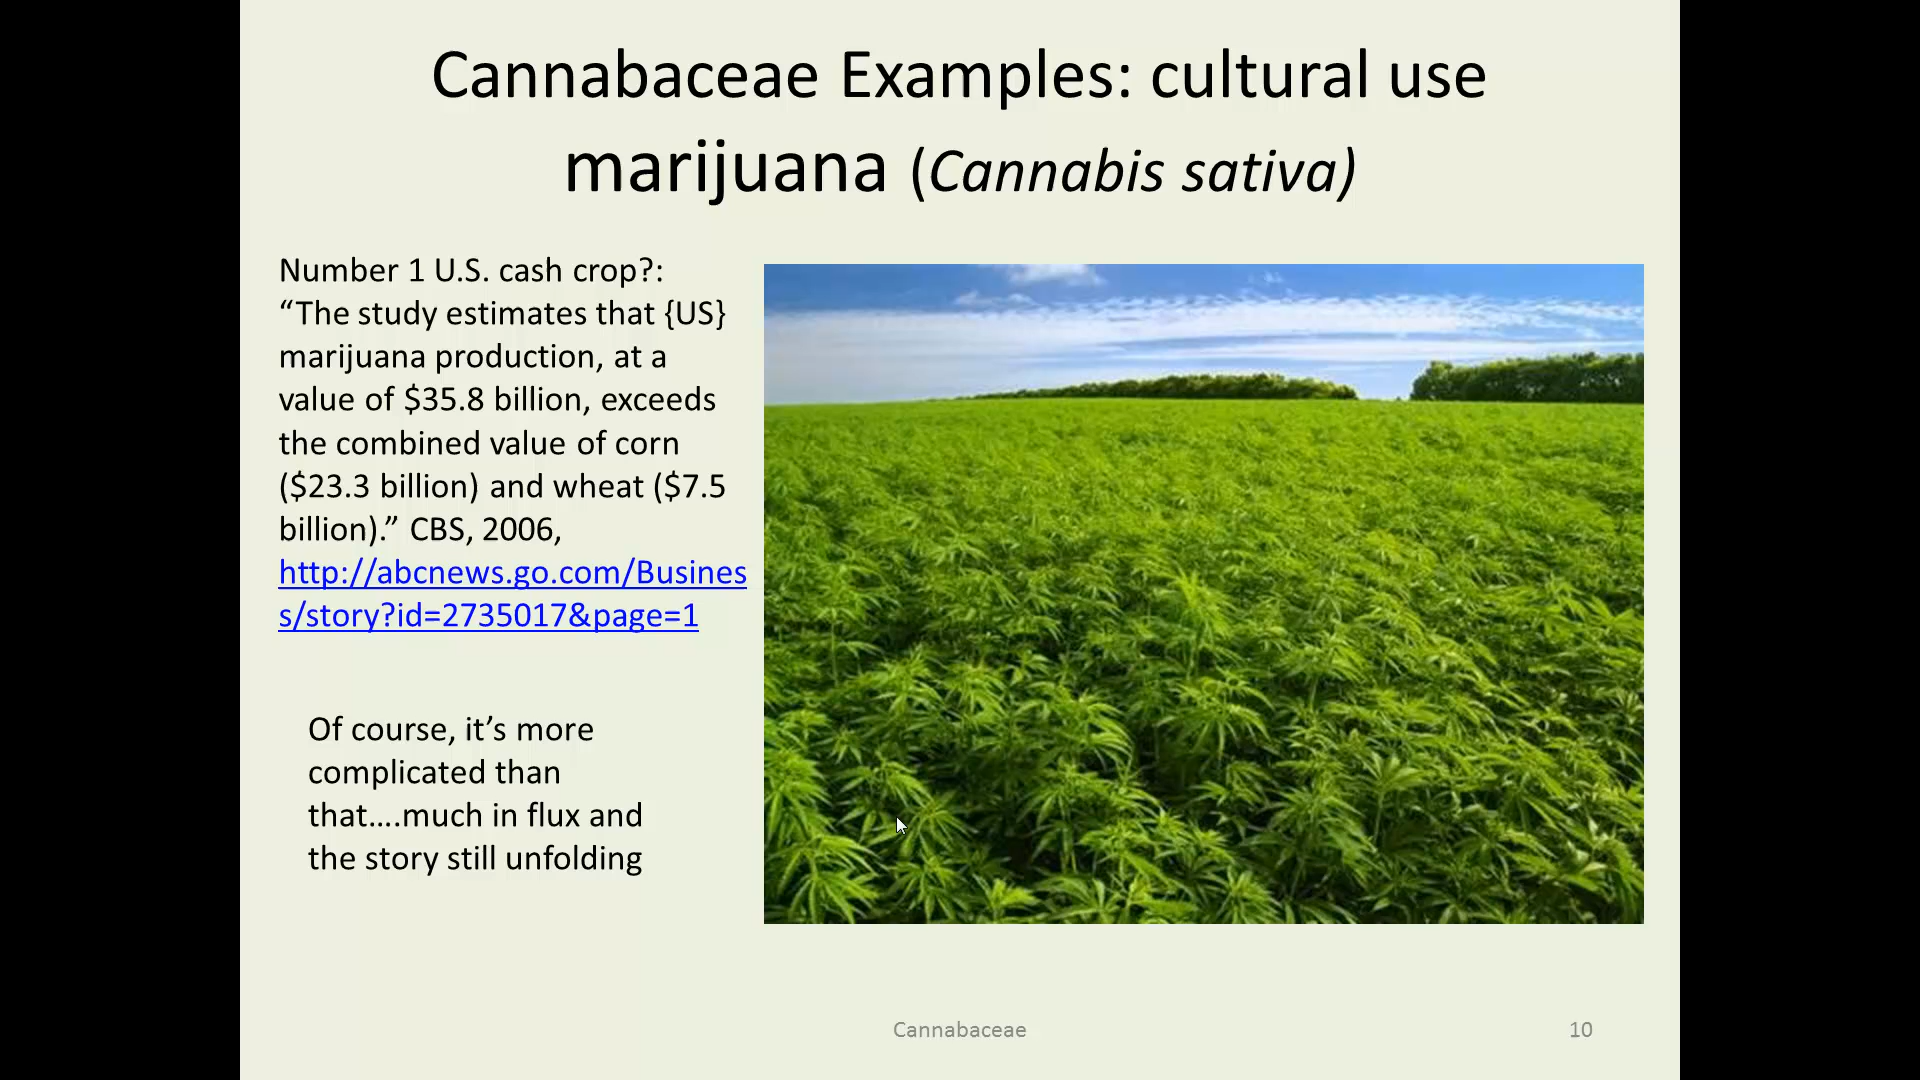 Cannabaceae Examples: cultural use
marijuana (Cannabis sativa)
Number 1 U.S. cash crop?:
“The study estimates that {US}
marijuana production, at a
value of $35.8 billion, exceeds
the combined value of corn
($23.3 billion) and wheat ($7.5
billion).” CBS, 2006,
http://abcnews.go.com/Busines
s/story?id=2735017&page=1
Of course, it’s more
complicated than
that….much in flux and
the story still unfolding
Cannabaceae
10